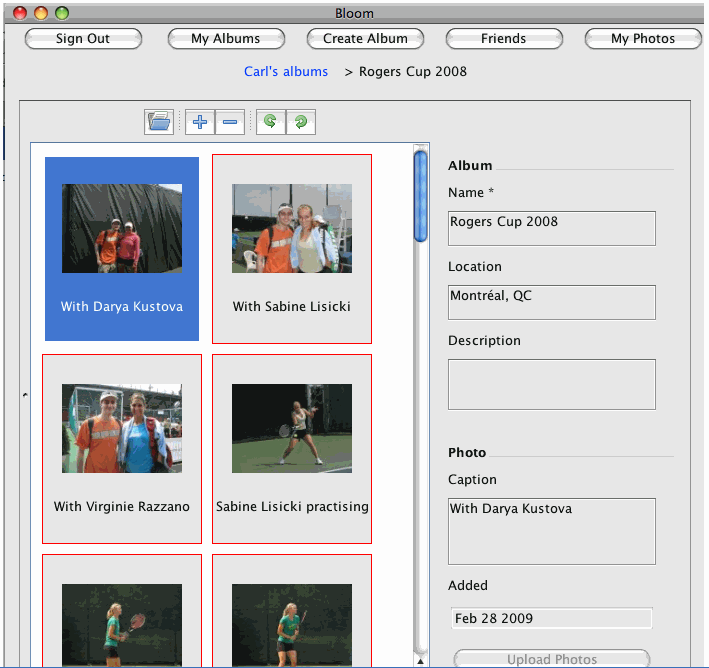 Bloom
Sign Out
My Albums
Create Album
Friends
My Photos
Carl's albums > Rogers Cup 2008
With Darya Kustova
With Sabine Lisicki
With Virginie Razzano
Sabine Lisicki practising
Album
Name *
Rogers Cup 2008
Location
Montréal, QC
Description
Photo
Caption
With Darya Kustova
Added
Feb 28 2009
Upload Photos